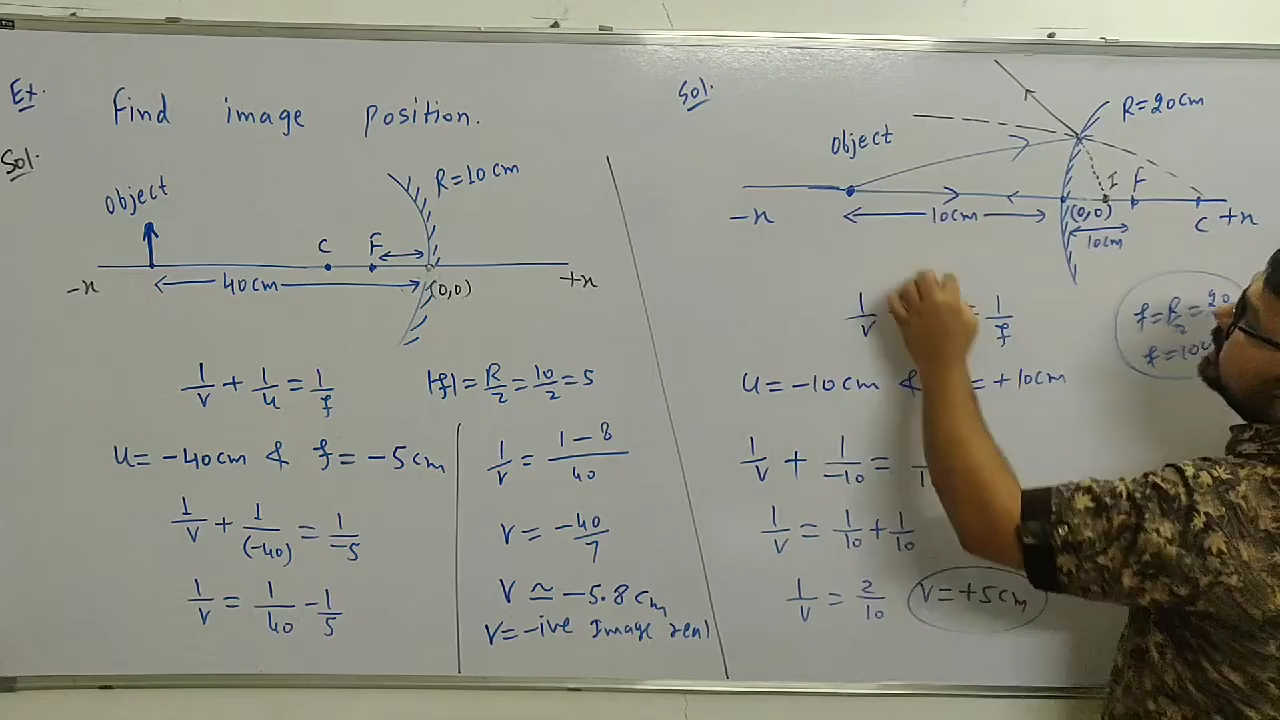 Ex.
Find image position.
Sol.
object
R=10cm
C F
-x 40cm (0,0) +x
1/v + 1/u = 1/f
|f| = R/2 = 10/2 = 5
u = -40cm & f = -5cm
1/v + 1/(-40) = 1/-5
1/v = 1/40 - 1/5
1/v = 1-8/40
v = -40/7
v ≃ -5.8cm
v = -ive Image real
Sol.
R=20cm
object
I F
-x 10cm (0,0) C +x
10cm
1/v = 1/f
f = R/2 = 20
f = 10
u = -10cm & = +10cm
1/v + 1/-10 =
1/v = 1/10 + 1/10
1/v = 2/10
v = +5cm